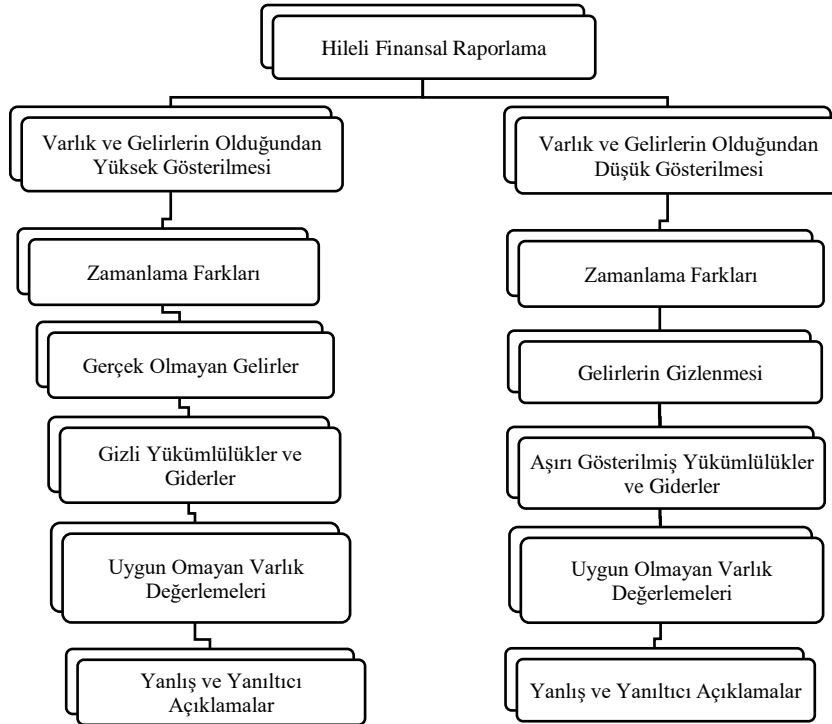 Hileli Finansal Raporlama
Varlık ve Gelirlerin Olduğundan
Yüksek Gösterilmesi
Zamanlama Farkları
Gerçek Olmayan Gelirler
Gizli Yükümlülükler ve
Giderler
Uygun Omayan Varlık
Değerlemeleri
Yanlış ve Yanıltıcı
Açıklamalar
Varlık ve Gelirlerin Olduğundan
Düşük Gösterilmesi
Zamanlama Farkları
Gelirlerin Gizlenmesi
Aşırı Gösterilmiş Yükümlülükler
ve Giderler
Uygun Olmayan Varlık
Değerlemeleri
Yanlış ve Yanıltıcı Açıklamalar